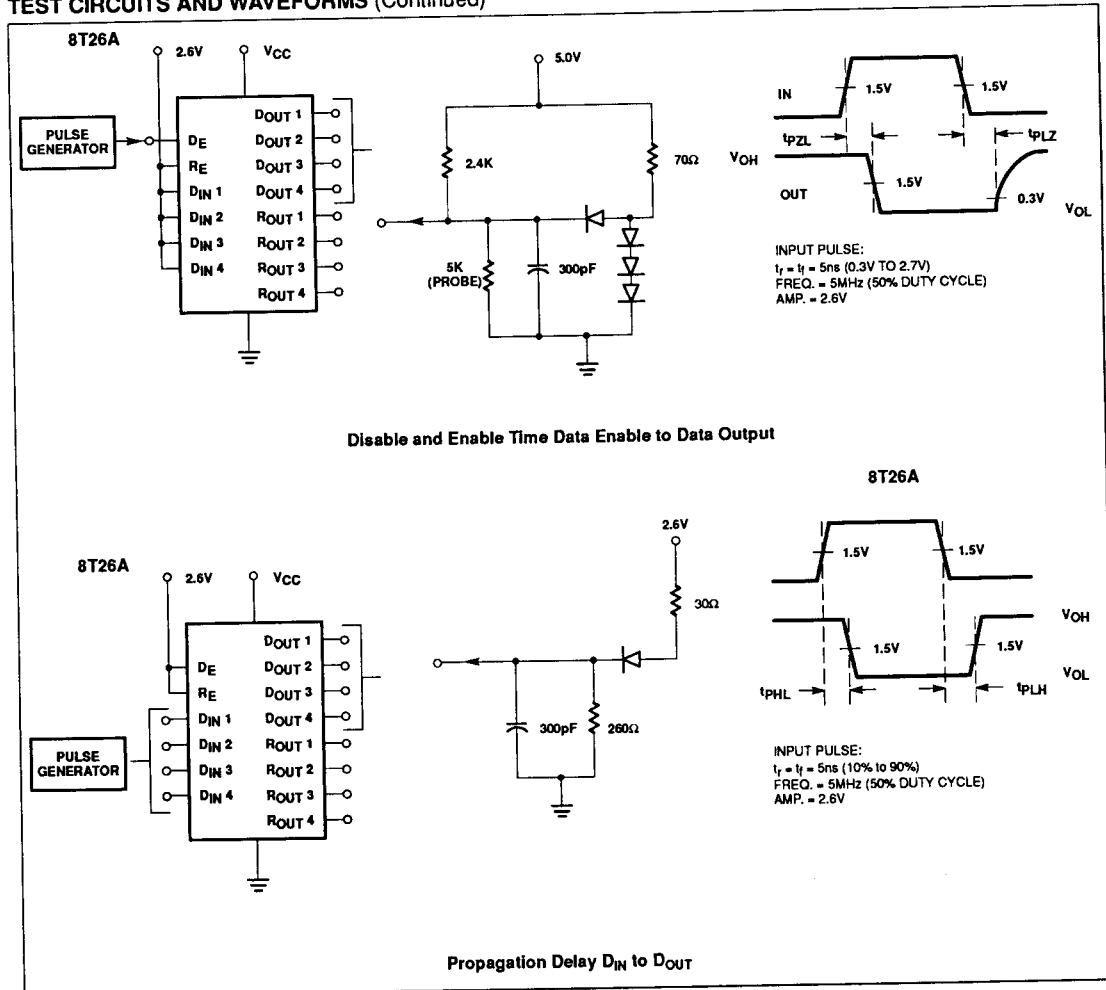 TEST CIRCUITS AND WAVEFORMS (Continued)
8T26A
2.6V
VCC
PULSE GENERATOR
DE
RE
DIN 1
DIN 2
DIN 3
DIN 4
DOUT 1
DOUT 2
DOUT 3
DOUT 4
ROUT 1
ROUT 2
ROUT 3
ROUT 4
5.0V
2.4K
70Ω
5K
(PROBE)
300pF
IN
1.5V
1.5V
tPZL
tPLZ
VOH
OUT
1.5V
0.3V
VOL
INPUT PULSE:
tr = tf = 5ns (0.3V TO 2.7V)
FREQ. = 5MHz (50% DUTY CYCLE)
AMP. = 2.6V
Disable and Enable Time Data Enable to Data Output
8T26A
8T26A
2.6V
VCC
PULSE GENERATOR
DE
RE
DIN 1
DIN 2
DIN 3
DIN 4
DOUT 1
DOUT 2
DOUT 3
DOUT 4
ROUT 1
ROUT 2
ROUT 3
ROUT 4
2.6V
30Ω
300pF
260Ω
1.5V
1.5V
VOH
1.5V
1.5V
VOL
tPHL
tPLH
INPUT PULSE:
tr = tf = 5ns (10% to 90%)
FREQ. = 5MHz (50% DUTY CYCLE)
AMP. = 2.6V
Propagation Delay DIN to DOUT